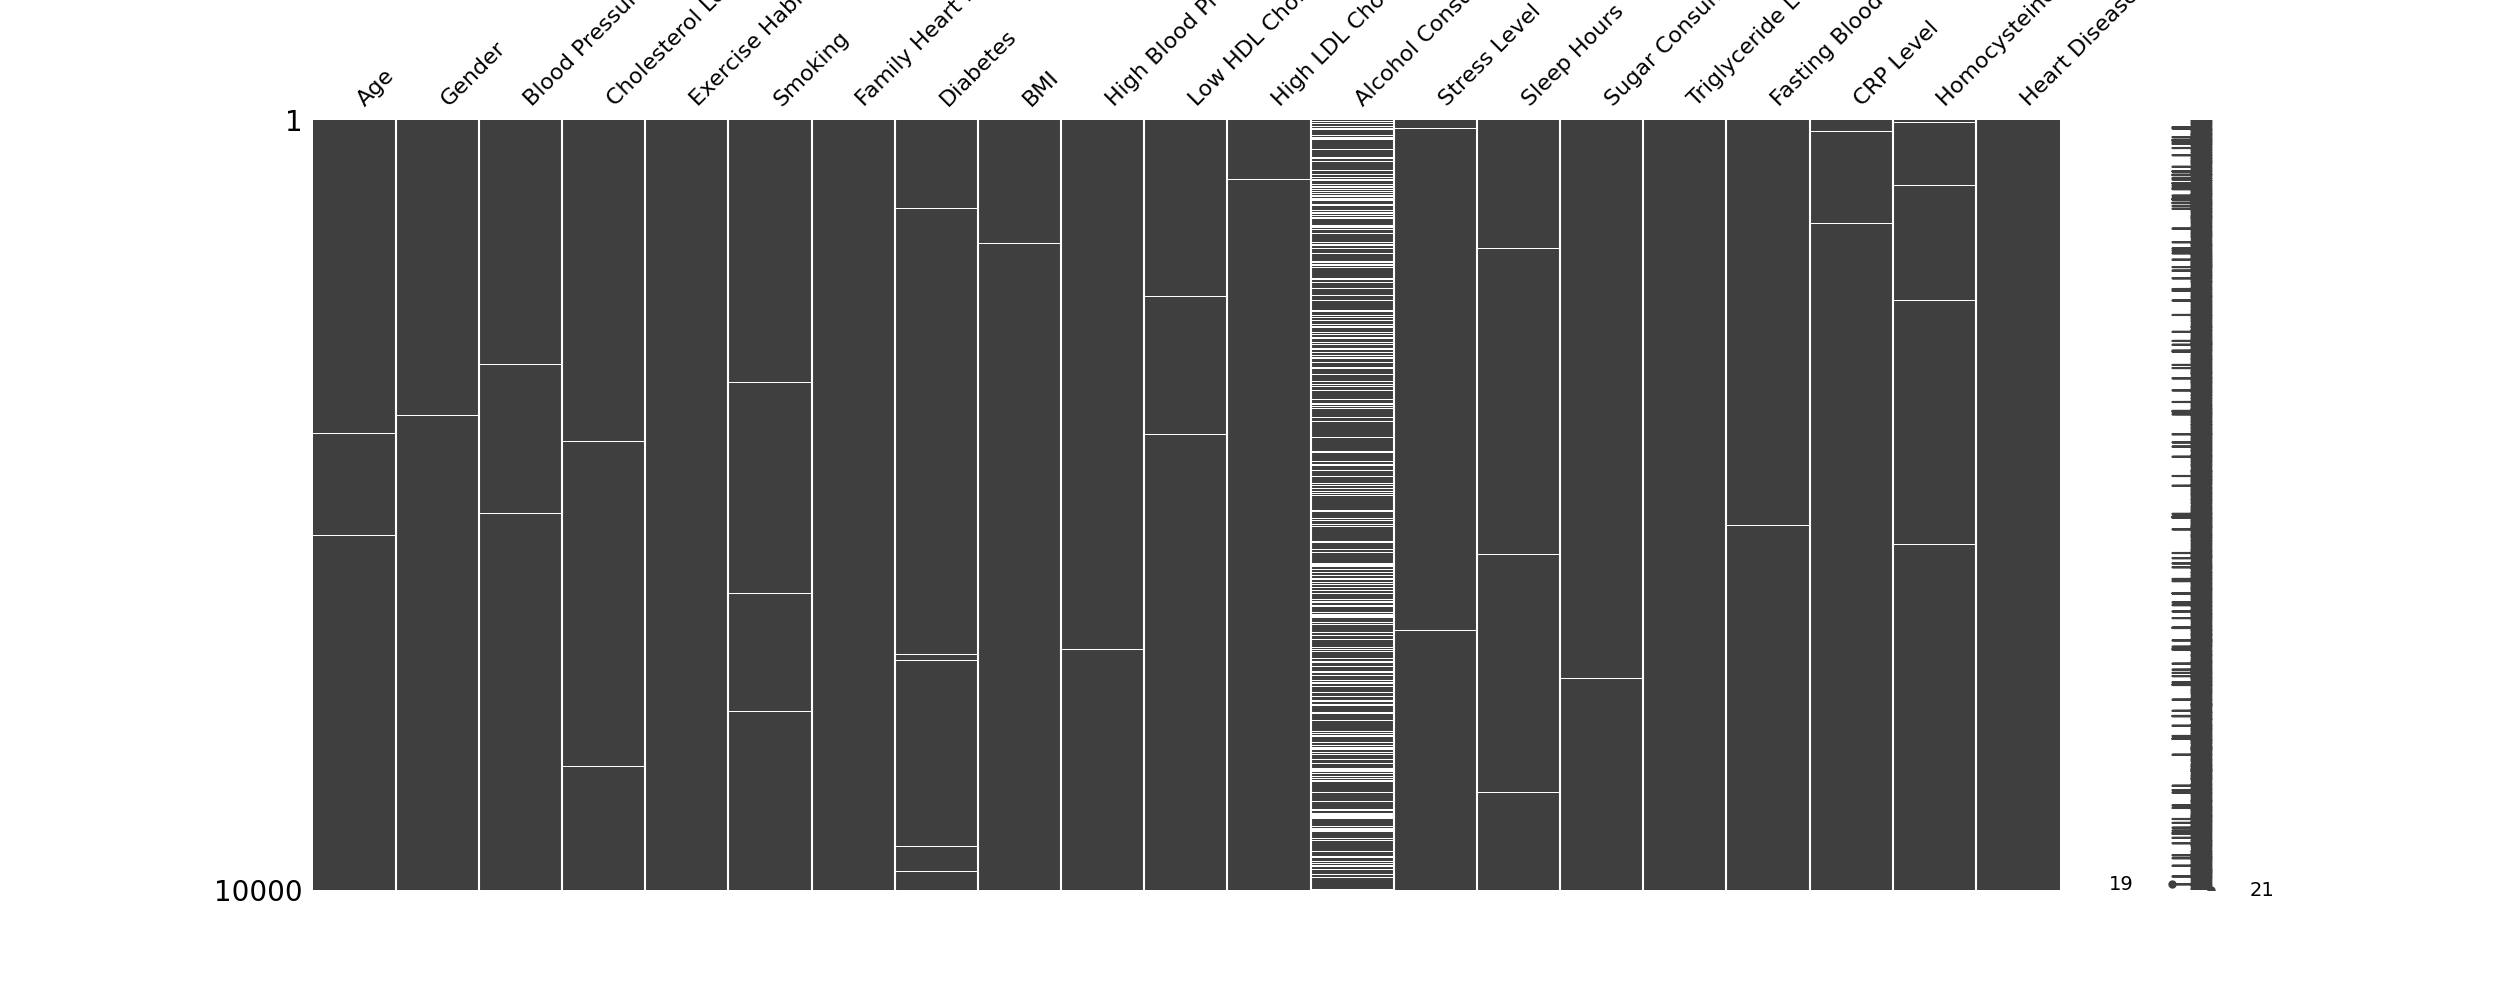 Age
Gender
Blood Pressur
Cholesterol Le
Exercise Habi
Smoking
Family Heart
Diabetes
BMI
High Blood Pr
Low HDL Cho
High LDL Cho
Alcohol Cons
Stress Level
Sleep Hours
Sugar Consu
Triglyceride L
Fasting Blood
CRP Level
Homocysteine
Heart Disease
1
10000
19
21